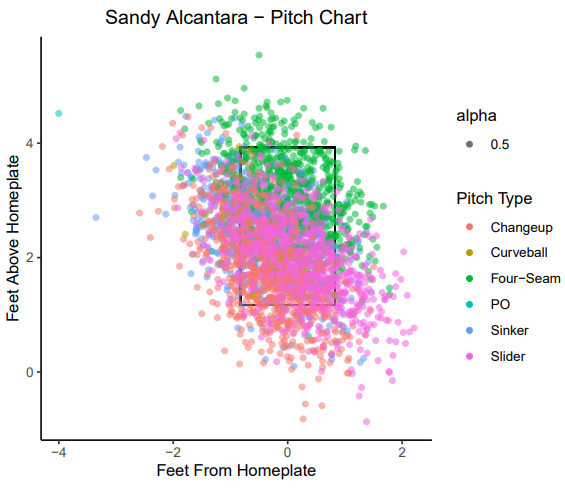 Sandy Alcantara − Pitch Chart
Feet Above Homeplate
4
2
0
−4
−2
0
2
Feet From Homeplate
alpha
0.5
Pitch Type
Changeup
Curveball
Four−Seam
PO
Sinker
Slider